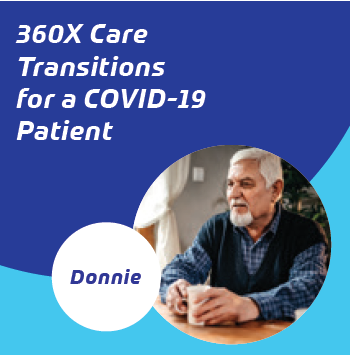 360X Care
Transitions
for a COVID-19
Patient
Donnie